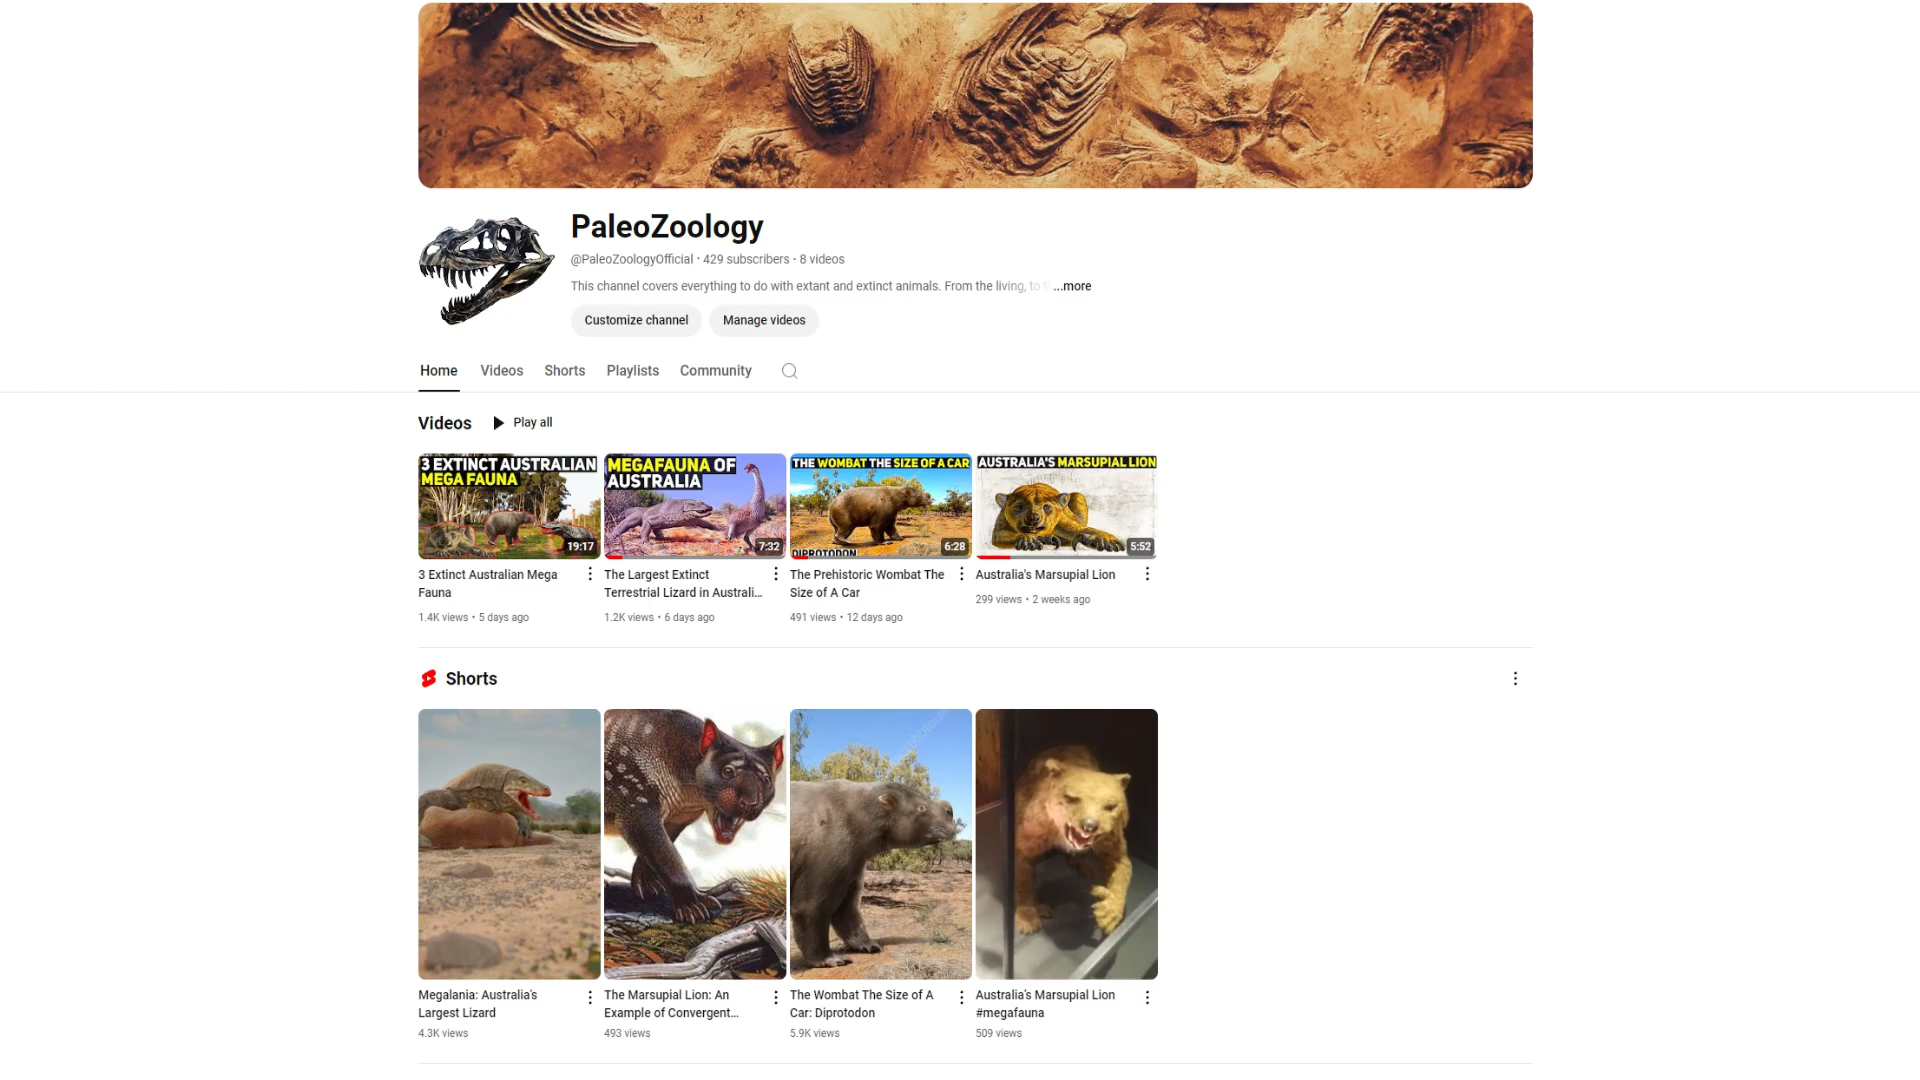 PaleoZoology
@PaleoZoologyOfficial • 429 subscribers • 8 videos
This channel covers everything to do with extant and extinct animals. From the living, to ...more
Customize channel Manage videos
Home Videos Shorts Playlists Community
Videos Play all
3 EXTINCT AUSTRALIAN
MEGA FAUNA
19:17
MEGAFAUNA OF
AUSTRALIA
7:32
THE WOMBAT THE SIZE OF A CAR
DIPROTODON
6:28
AUSTRALIA'S MARSUPIAL LION
5:52
3 Extinct Australian Mega
Fauna
1.4K views • 5 days ago
The Largest Extinct
Terrestrial Lizard in Australi...
1.2K views • 6 days ago
The Prehistoric Wombat The
Size of A Car
491 views • 12 days ago
Australia's Marsupial Lion
299 views • 2 weeks ago
Shorts
Megalania: Australia's
Largest Lizard
4.3K views
The Marsupial Lion: An
Example of Convergent...
493 views
The Wombat The Size of A
Car: Diprotodon
5.9K views
Australia's Marsupial Lion
#megafauna
509 views